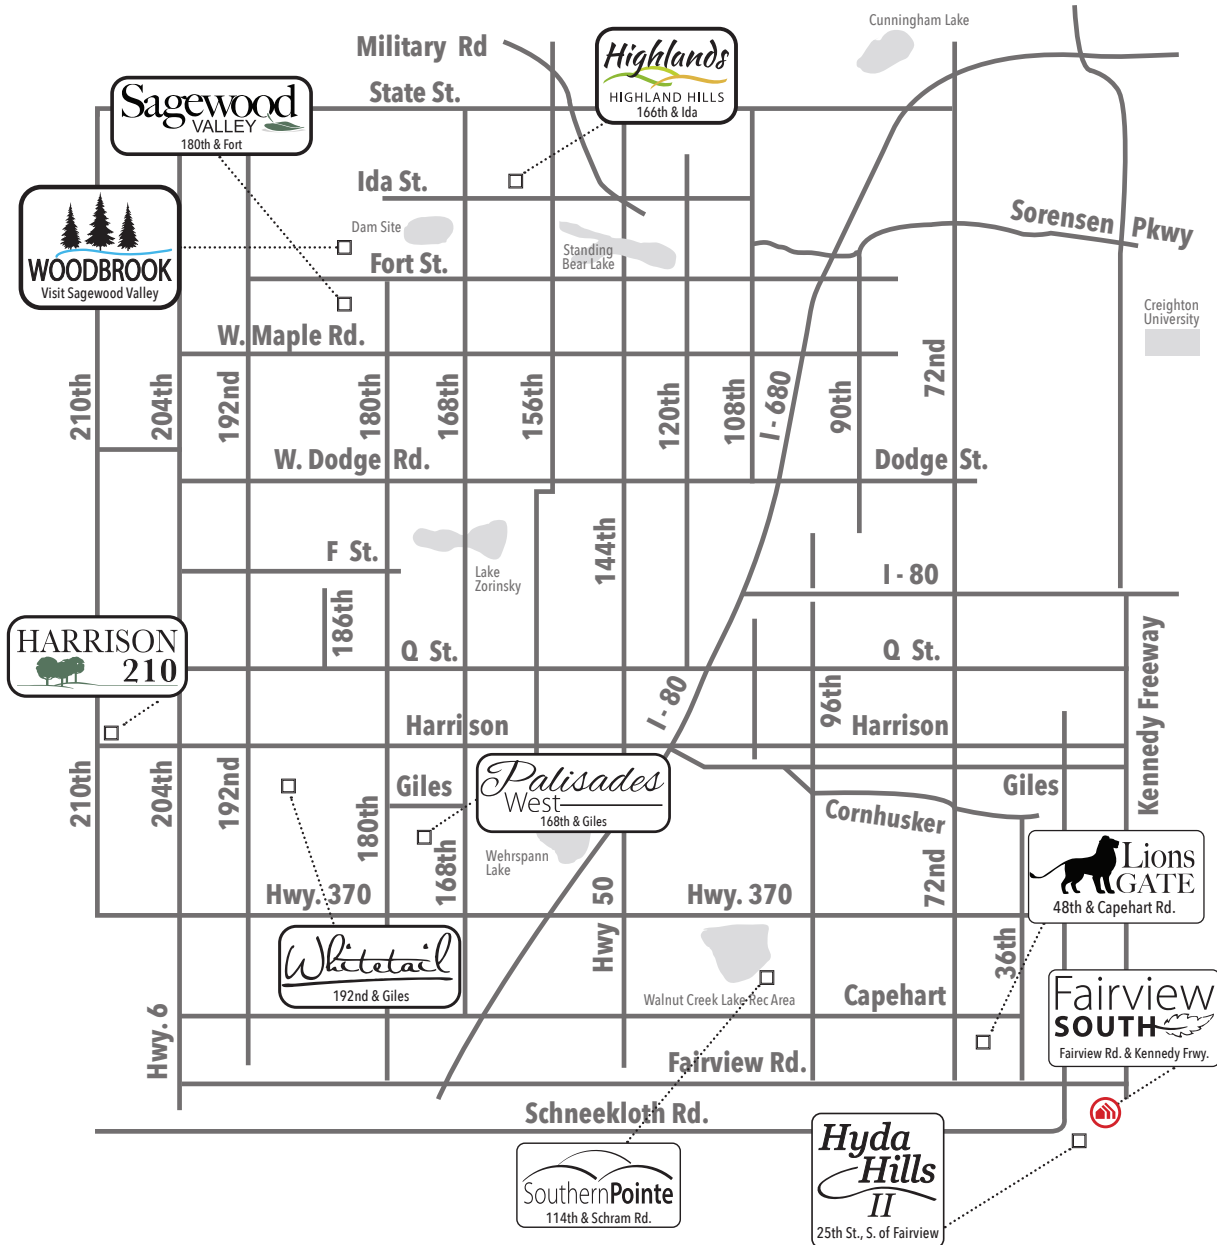 Cunningham Lake
Military Rd
Highlands
HIGHLAND HILLS
166th & Ida
State St.
Sagewood
VALLEY
180th & Fort
Ida St.
WOODBROOK
Visit Sagewood Valley
Dam Site
Standing
Bear Lake
Sorensen Pkwy
Fort St.
Creighton
University
W. Maple Rd.
210th
204th
192nd
180th
168th
156th
120th
108th
I - 680
90th
72nd
W. Dodge Rd.
Dodge St.
F St.
Lake
Zorinsky
144th
I - 80
186th
HARRISON
210
Q St.
Q St.
Kennedy Freeway
I - 80
96th
Harrison
Harrison
210th
204th
192nd
180th
Giles
168th
Palisades
West
168th & Giles
Giles
Cornhusker
Wehrspann
Lake
72nd
Lions
GATE
48th & Capehart Rd.
Hwy. 370
Hwy 50
Hwy. 370
36th
Whitetail
192nd & Giles
Walnut Creek Lake Rec Area
Capehart
Fairview
SOUTH
Fairview Rd. & Kennedy Frwy.
Hwy. 6
Fairview Rd.
Schneekloth Rd.
SouthernPointe
114th & Schram Rd.
Hyda
Hills
II
25th St., S. of Fairview